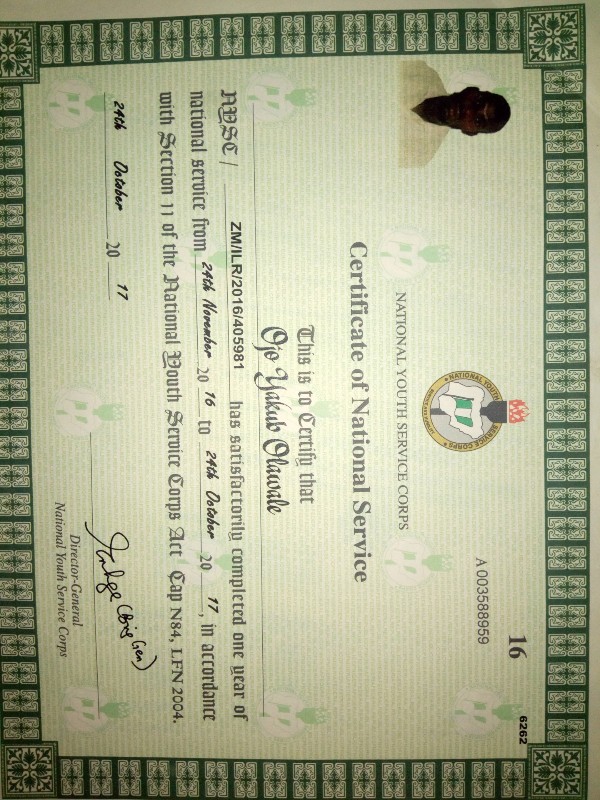 16
6262
A 003588959
NATIONAL YOUTH SERVICE CORPS
NATIONAL YOUTH SERVICE CORPS
Certificate of National Service
This is to Certify that
Ojo Yakub Olawale
NYSC / ZM/ILR/2016/405981 has satisfactorily completed one year of
national service from 24th November 20 16 to 24th October 20 17, in accordance
with Section 11 of the National Youth Service Corps Act Cap N84, LFN 2004.
24th October 20 17
(Brig Gen)
Director-General
National Youth Service Corps